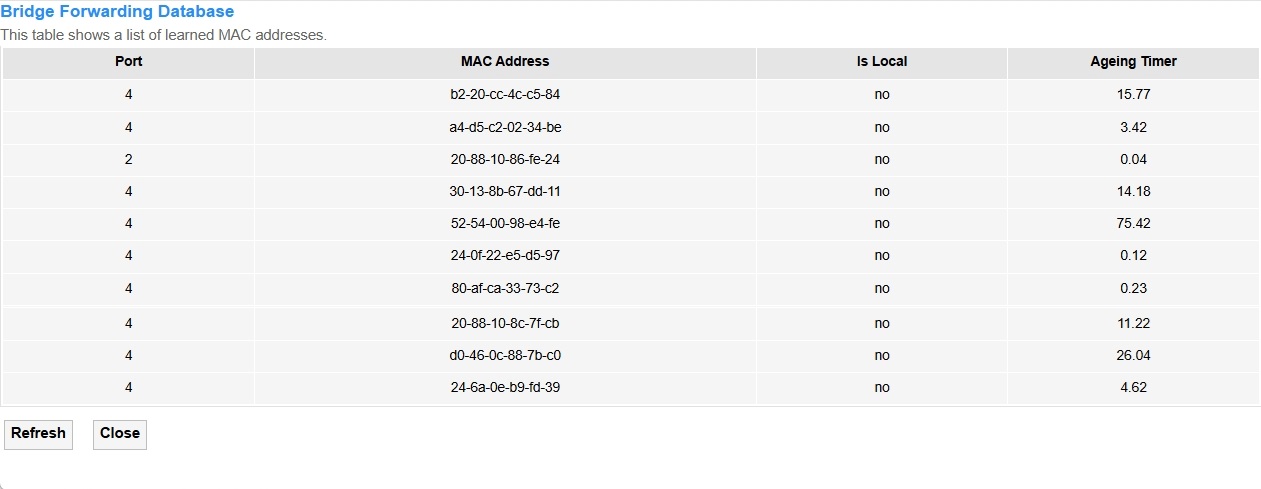 Bridge Forwarding Database
This table shows a list of learned MAC addresses.
Port MAC Address Is Local Ageing Timer
4 b2-20-cc-4c-c5-84 no 15.77
4 a4-d5-c2-02-34-be no 3.42
2 20-88-10-86-fe-24 no 0.04
4 30-13-8b-67-dd-11 no 14.18
4 52-54-00-98-e4-fe no 75.42
4 24-0f-22-e5-d5-97 no 0.12
4 80-af-ca-33-73-c2 no 0.23
4 20-88-10-8c-7f-cb no 11.22
4 d0-46-0c-88-7b-c0 no 26.04
4 24-6a-0e-b9-fd-39 no 4.62
Refresh Close